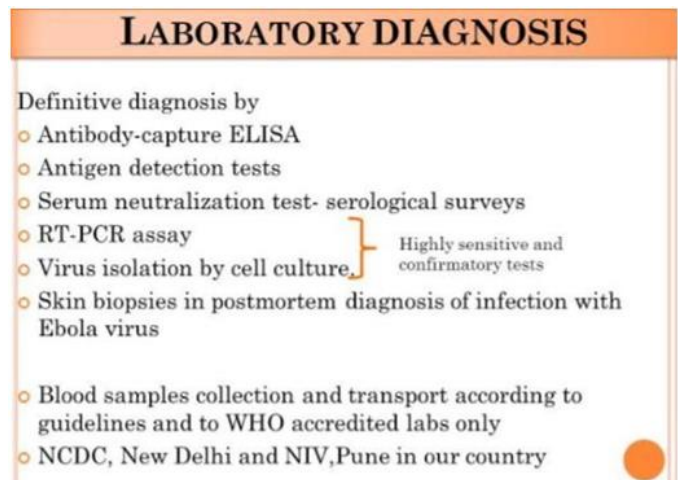 LABORATORY DIAGNOSIS
Definitive diagnosis by
Antibody-capture ELISA
Antigen detection tests
Serum neutralization test- serological surveys
RT-PCR assay
Virus isolation by cell culture,
Highly sensitive and
confirmatory tests
Skin biopsies in postmortem diagnosis of infection with
Ebola virus
Blood samples collection and transport according to
guidelines and to WHO accredited labs only
NCDC, New Delhi and NIV,Pune in our country